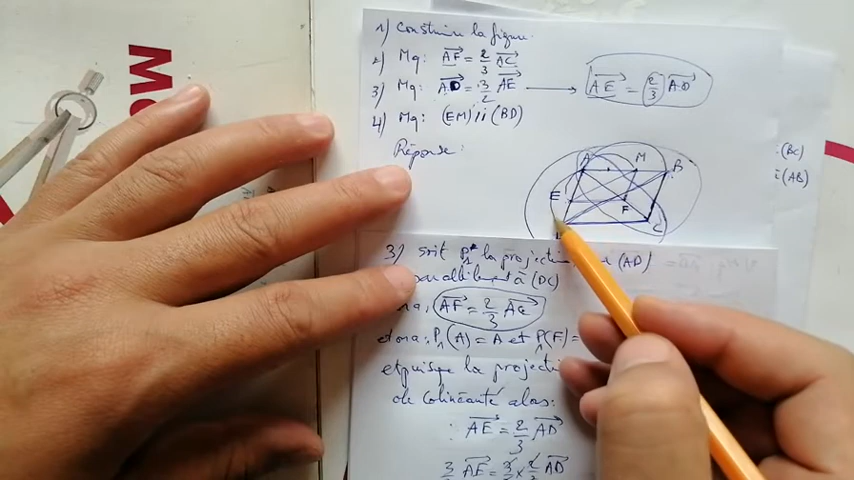 1) Construire la figure.
2) Mq: AF = 2/3 AC
3) Mq: AD = 3/2 AE → AE = 2/3 AD
4) Mq: (EM) // (BD)
Réponse:
A M B
E F
C
: (BC)
i (AB)
3) soit P1 la projection (AD)
(DC)
AF = 2/3 AC
et on a: P1(A) = A et P1(F) =
et puisque la projection
de Colinéarité alors:
: AE = 2/3 AD
3/2 AE = 3/2 × 2/3 AD